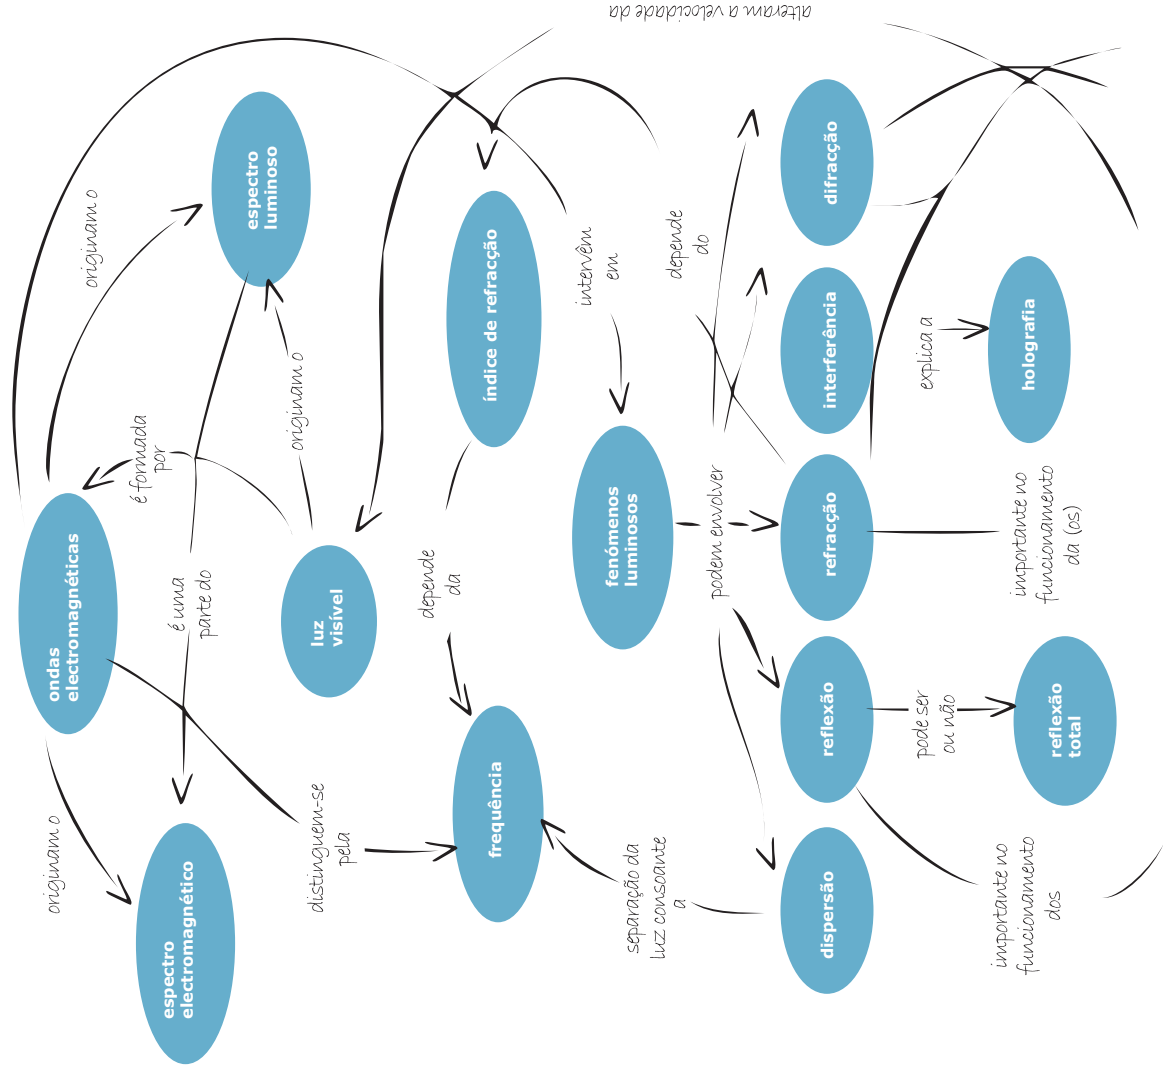 originam o
ondas
electromagnéticas
originam o
é formada
por
espectro
electromagnético
é uma
parte do
espectro
luminoso
originam o
distinguem-se
pela
luz
visível
depende
da
frequência
índice de refracção
intervêm
em
fenómenos
luminosos
separação da
luz consoante
a
depende
do
alteram a velocidade da
podem envolver
dispersão
reflexão
refracção
interferência
difracção
pode ser
ou não
explica a
importante no
funcionamento
dos
reflexão
total
importante no
funcionamento
da (os)
holografia